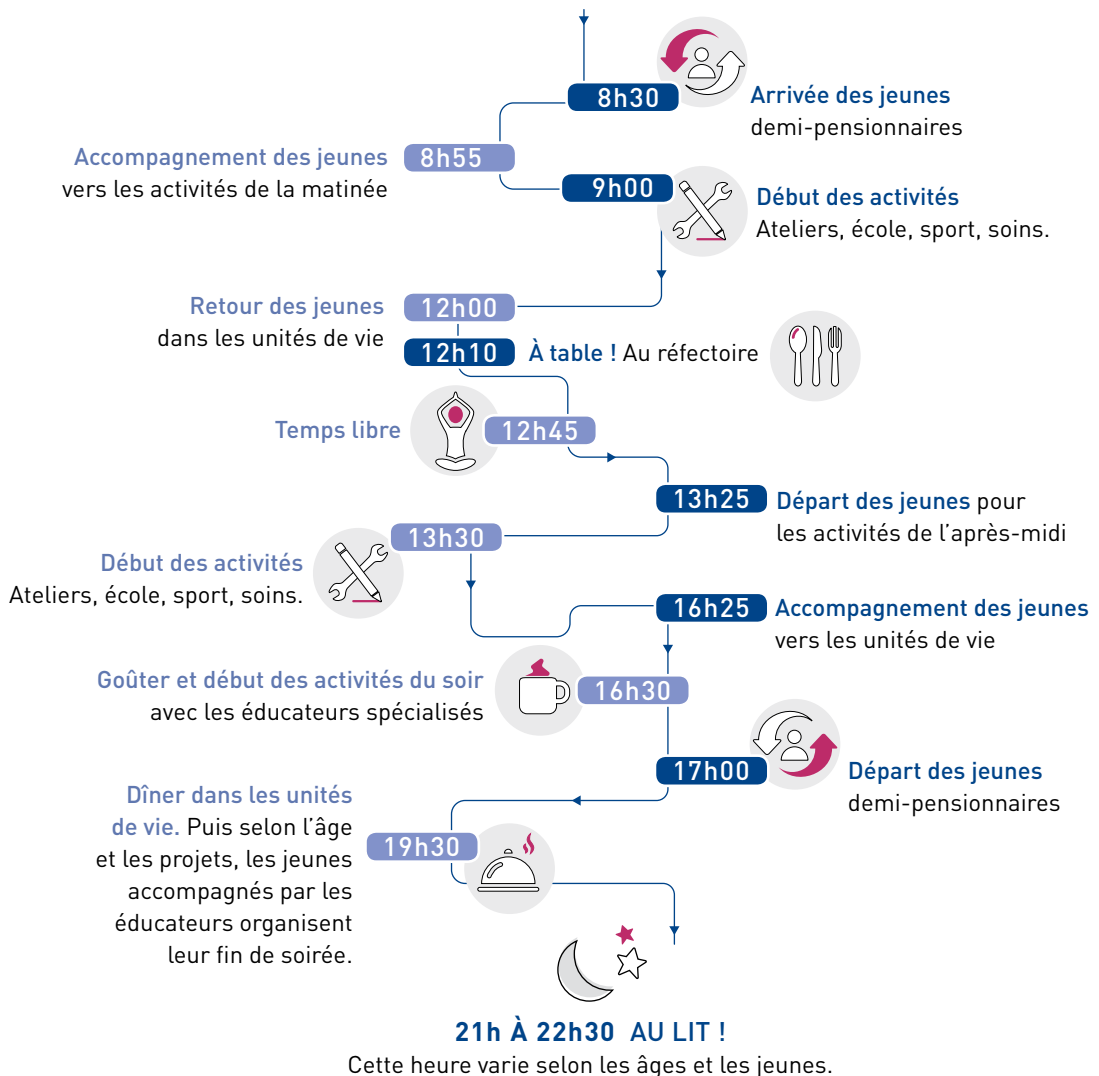 8h30
Arrivée des jeunes
demi-pensionnaires
Accompagnement des jeunes
vers les activités de la matinée
8h55
9h00
Début des activités
Ateliers, école, sport, soins.
Retour des jeunes
dans les unités de vie
12h00
12h10
À table ! Au réfectoire
Temps libre
12h45
13h25
Départ des jeunes pour
les activités de l'après-midi
13h30
Début des activités
Ateliers, école, sport, soins.
16h25
Accompagnement des jeunes
vers les unités de vie
Goûter et début des activités du soir
avec les éducateurs spécialisés
16h30
17h00
Départ des jeunes
demi-pensionnaires
Dîner dans les unités
de vie. Puis selon l'âge
et les projets, les jeunes
accompagnés par les
éducateurs organisent
leur fin de soirée.
19h30
21h À 22h30 AU LIT !
Cette heure varie selon les âges et les jeunes.